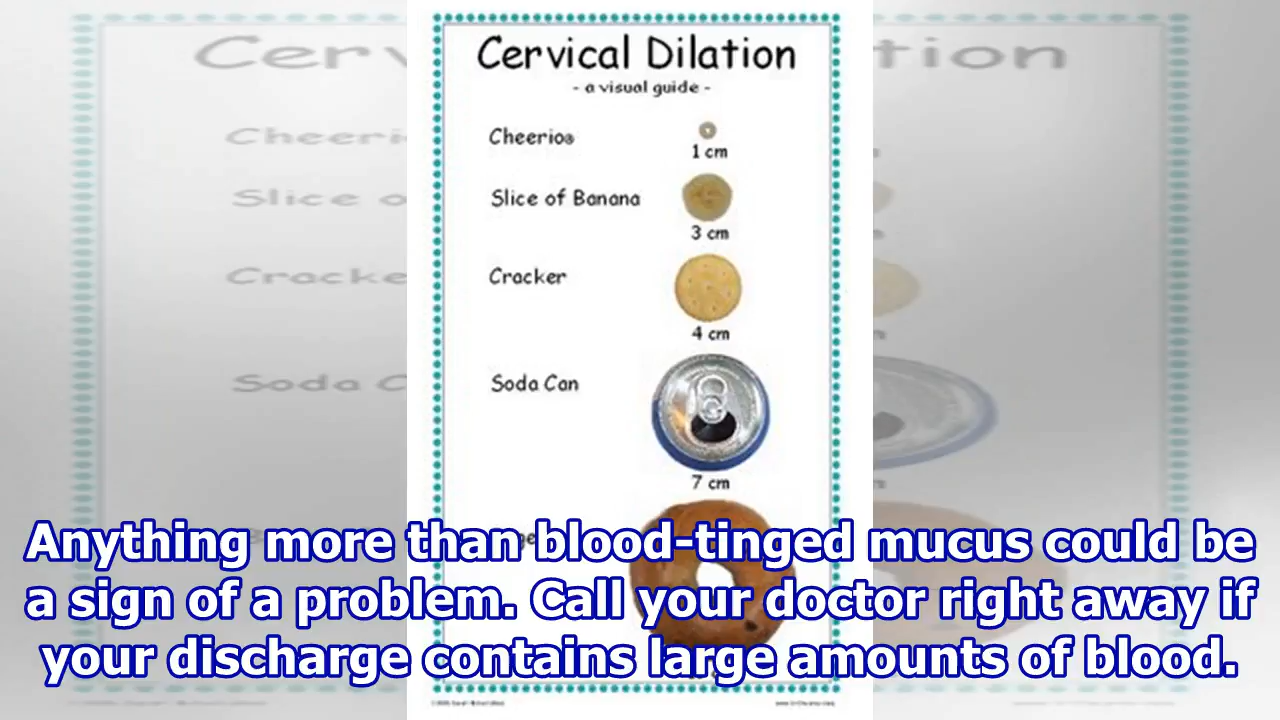 Cervical Dilation
- a visual guide -
Cheerio®
1 cm
Slice of Banana
3 cm
Cracker
4 cm
Soda Can
7 cm
Anything more than blood-tinged mucus could be
a sign of a problem. Call your doctor right away if
your discharge contains large amounts of blood.